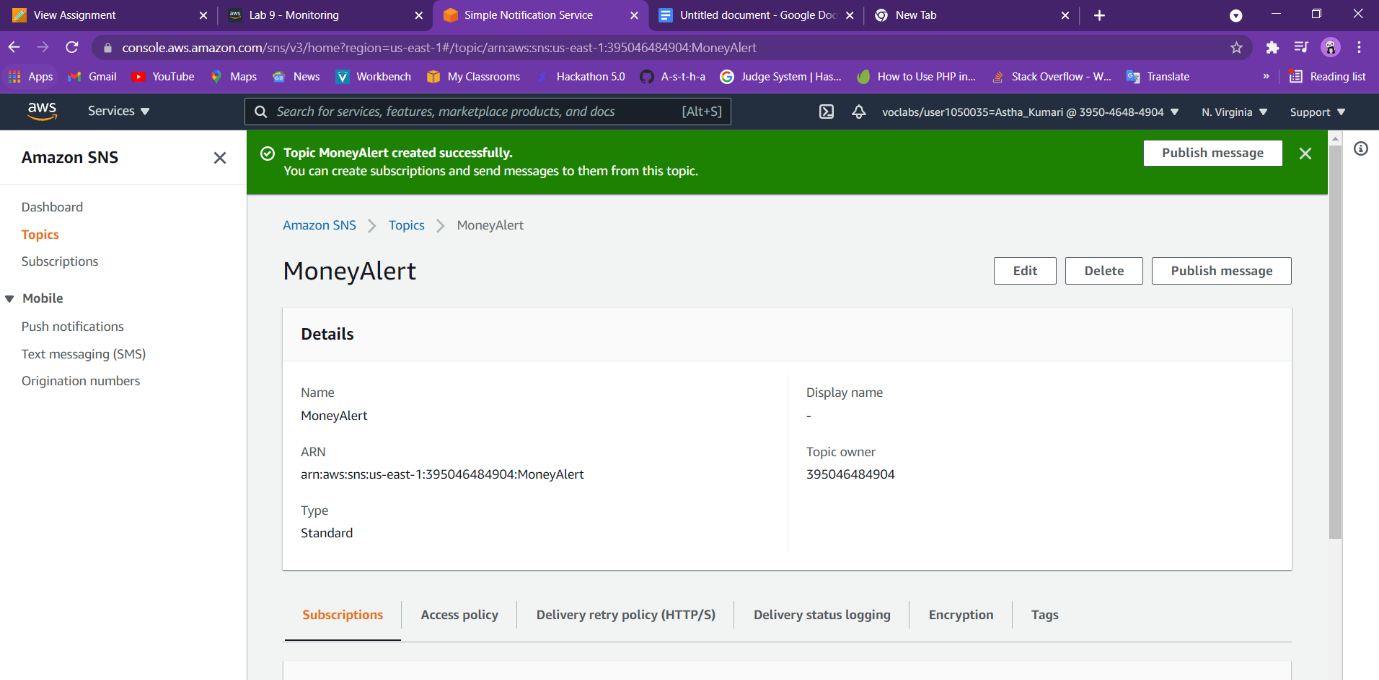 View Assignment
Lab 9 - Monitoring
Simple Notification Service
Untitled document - Google Doc
New Tab
console.aws.amazon.com/sns/v3/home?region=us-east-1#/topic/arn:aws:sns:us-east-1:395046484904:MoneyAlert
Apps Gmail YouTube Maps News Workbench My Classrooms Hackathon 5.0 A-s-t-h-a Judge System | Has... How to Use PHP in... Stack Overflow - W... Translate » Reading list
aws Services Search for services, features, marketplace products, and docs [Alt+S] voclabs/user1050035=Astha_Kumari @ 3950-4648-4904 N. Virginia Support
Amazon SNS
Dashboard
Topics
Subscriptions
Mobile
Push notifications
Text messaging (SMS)
Origination numbers
Topic MoneyAlert created successfully.
You can create subscriptions and send messages to them from this topic.
Publish message
Amazon SNS Topics MoneyAlert
MoneyAlert
Edit Delete Publish message
Details
Name
MoneyAlert
ARN
arn:aws:sns:us-east-1:395046484904:MoneyAlert
Type
Standard
Display name
-
Topic owner
395046484904
Subscriptions Access policy Delivery retry policy (HTTP/S) Delivery status logging Encryption Tags